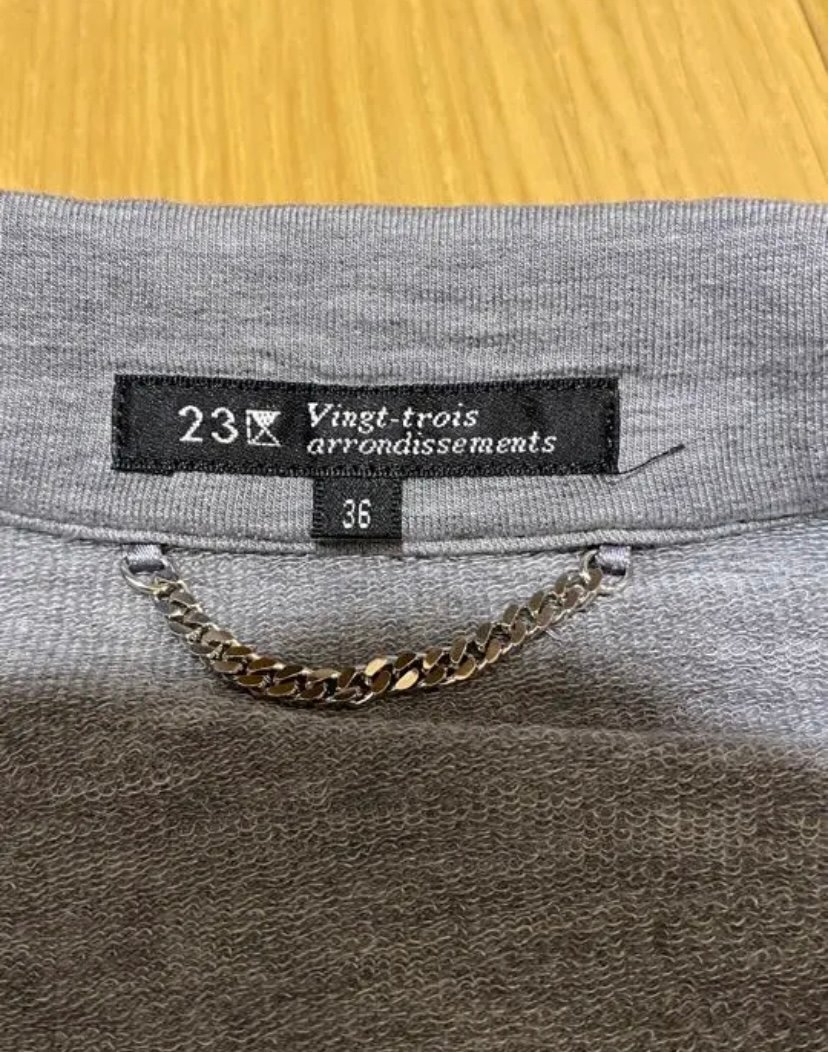 23区 Vingt-trois
arrondissements
36